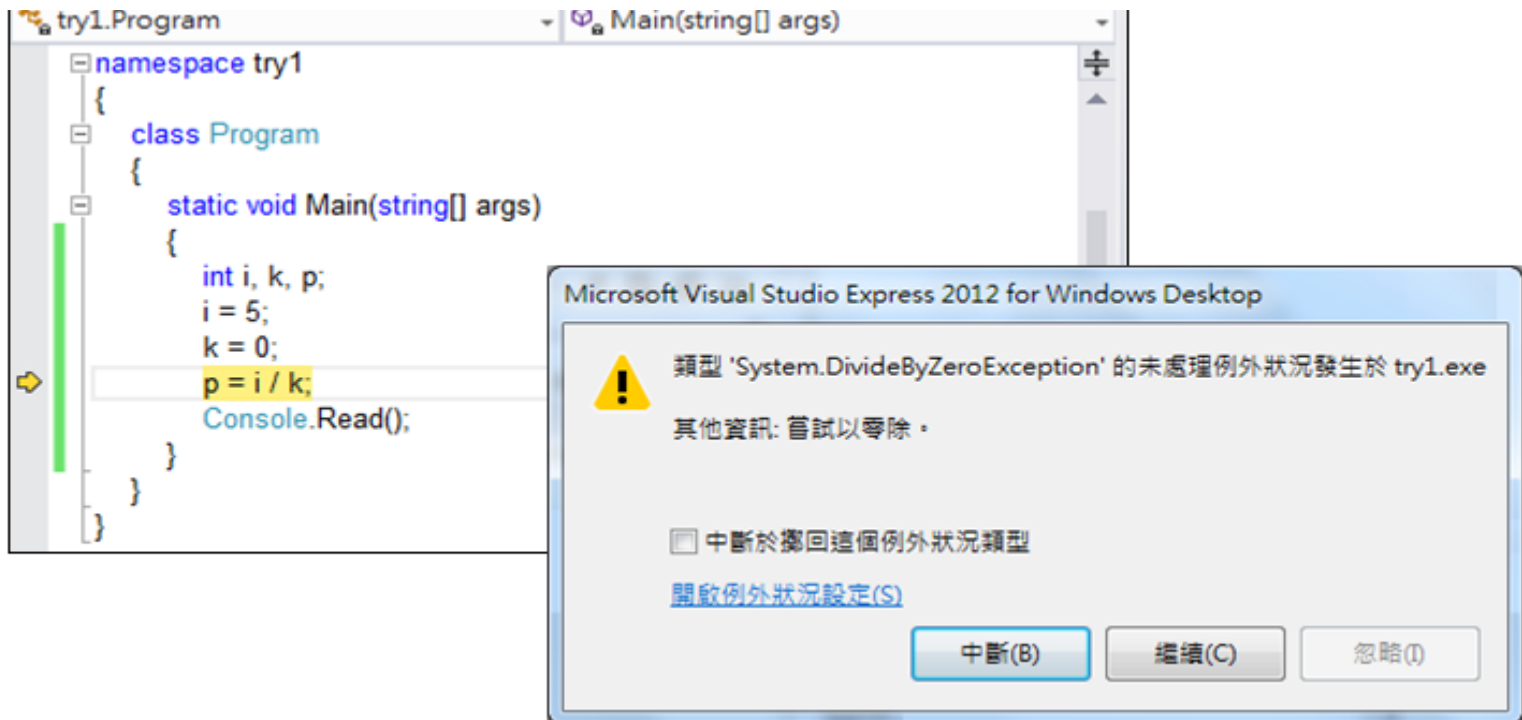 try1.Program
Main(string[] args)
namespace try1
{
class Program
{
static void Main(string[] args)
{
int i, k, p;
i = 5;
k = 0;
p = i / k;
Console.Read();
}
}
}
Microsoft Visual Studio Express 2012 for Windows Desktop
類型 'System.DivideByZeroException' 的未處理例外狀況發生於 try1.exe
其他資訊: 嘗試以零除。
中斷於擲回這個例外狀況類型
開啟例外狀況設定(S)
中斷(B)
繼續(C)
忽略(I)